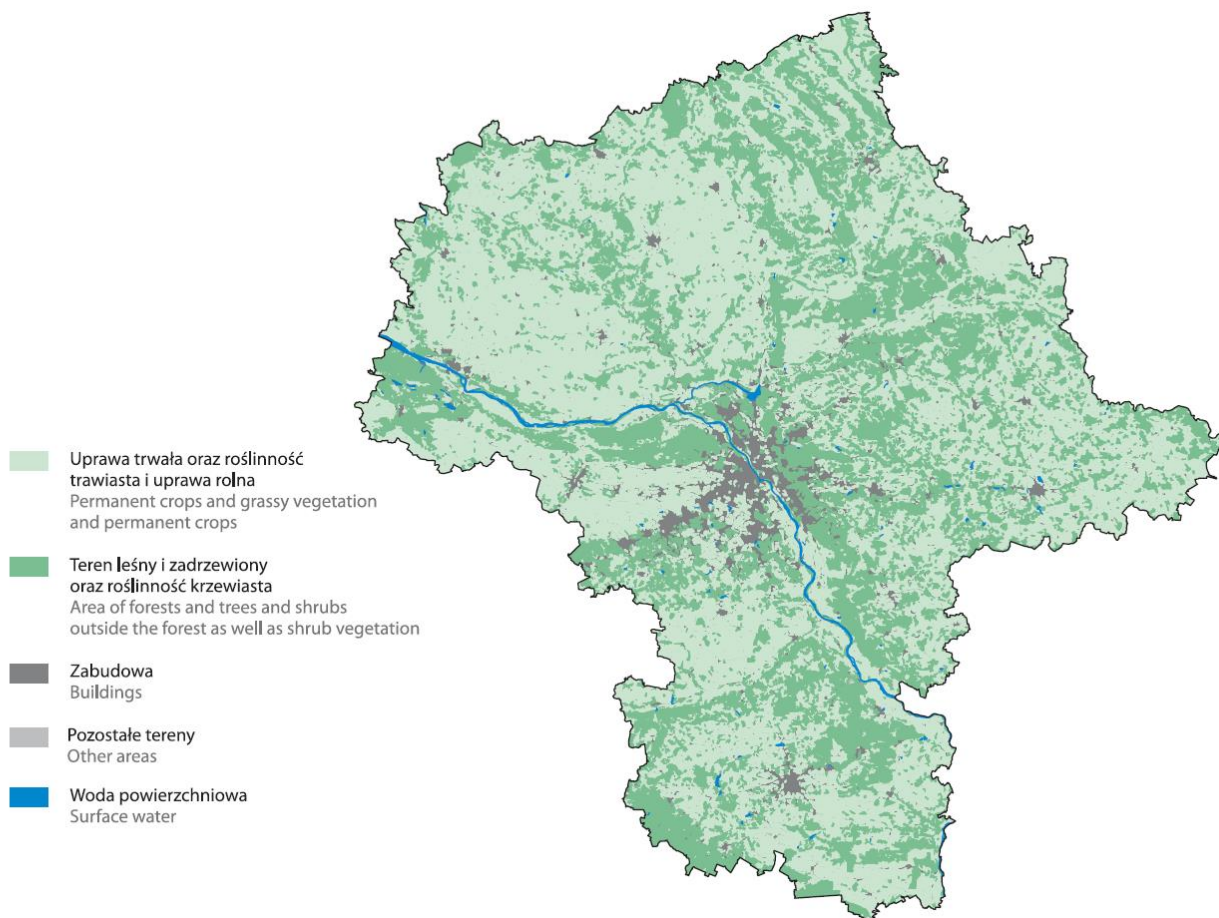 Uprawa trwała oraz roślinność
trawiasta i uprawa rolna
Permanent crops and grassy vegetation
and permanent crops
Teren leśny i zadrzewiony
oraz roślinność krzewiasta
Area of forests and trees and shrubs
outside the forest as well as shrub vegetation
Zabudowa
Buildings
Pozostałe tereny
Other areas
Woda powierzchniowa
Surface water